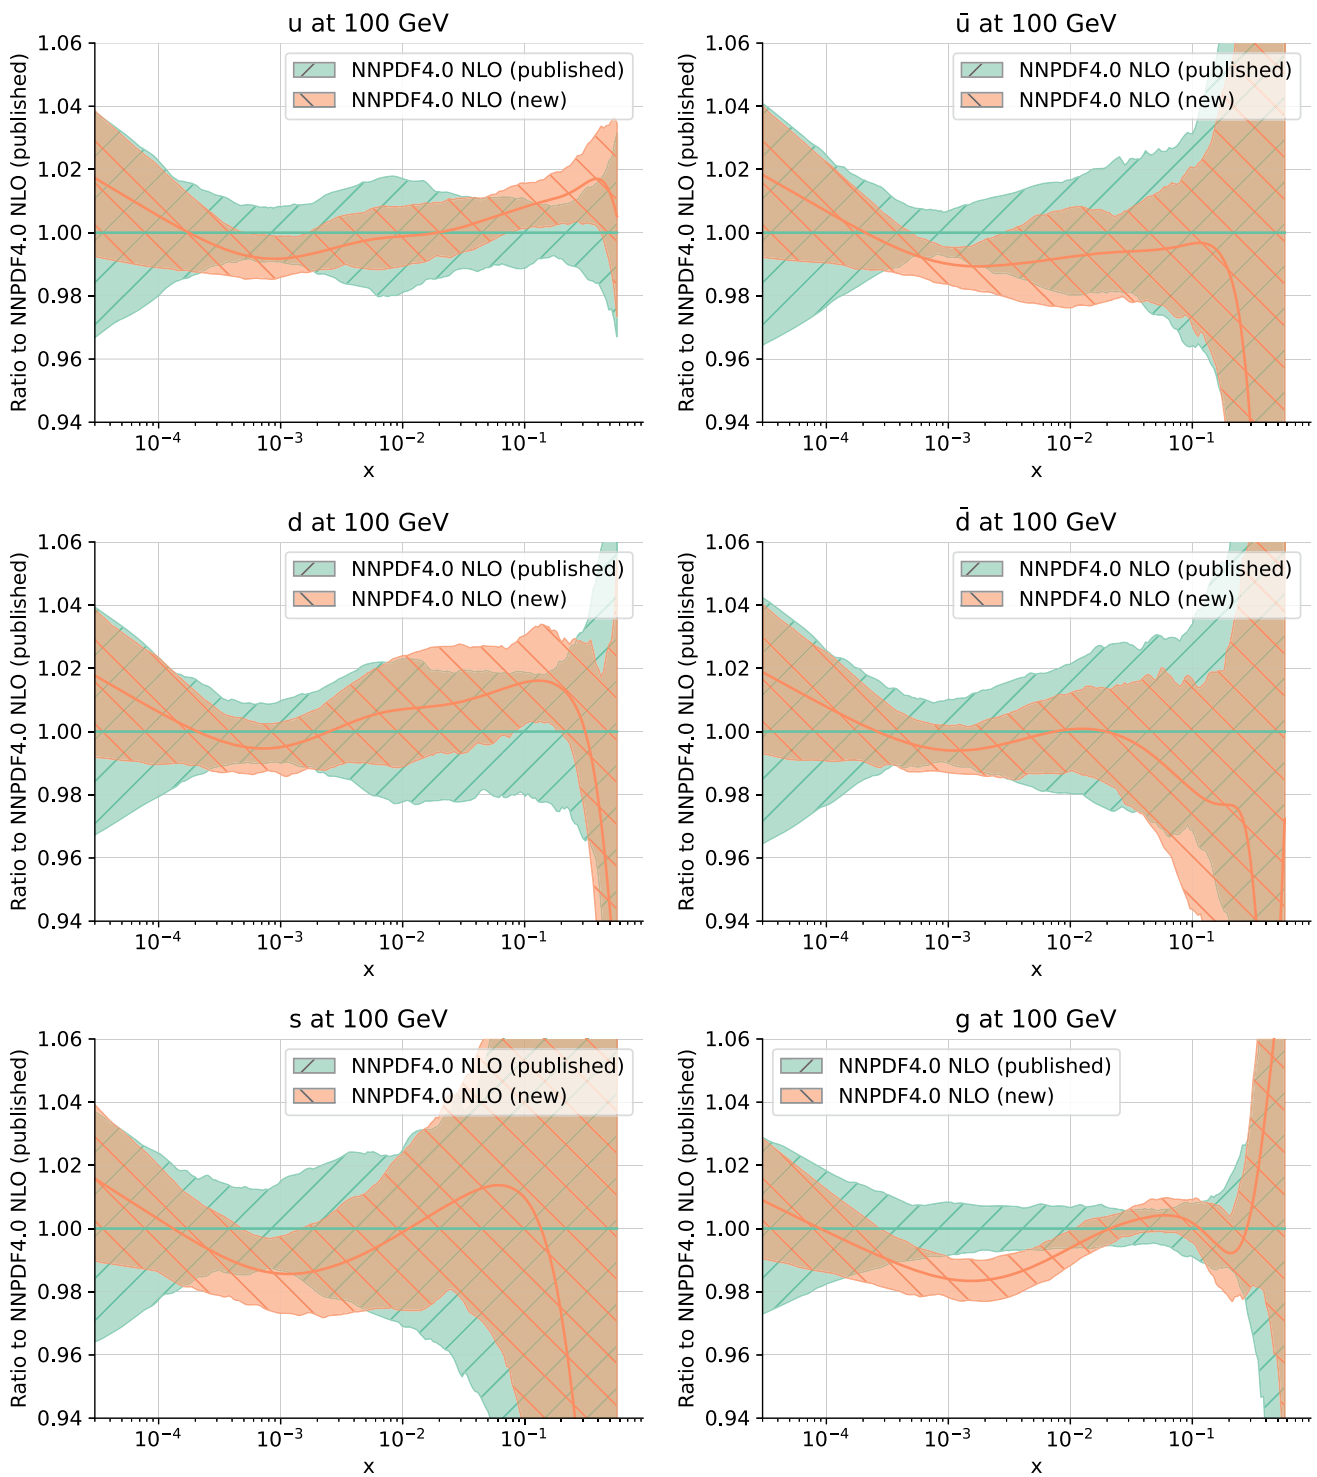 u at 100 GeV
Ratio to NNPDF4.0 NLO (published)
1.06
1.04
1.02
1.00
0.98
0.96
0.94
NNPDF4.0 NLO (published)
NNPDF4.0 NLO (new)
10⁻⁴ 10⁻³ 10⁻² 10⁻¹
x
ū at 100 GeV
Ratio to NNPDF4.0 NLO (published)
1.06
1.04
1.02
1.00
0.98
0.96
0.94
NNPDF4.0 NLO (published)
NNPDF4.0 NLO (new)
10⁻⁴ 10⁻³ 10⁻² 10⁻¹
x
d at 100 GeV
Ratio to NNPDF4.0 NLO (published)
1.06
1.04
1.02
1.00
0.98
0.96
0.94
NNPDF4.0 NLO (published)
NNPDF4.0 NLO (new)
10⁻⁴ 10⁻³ 10⁻² 10⁻¹
x
d̄ at 100 GeV
Ratio to NNPDF4.0 NLO (published)
1.06
1.04
1.02
1.00
0.98
0.96
0.94
NNPDF4.0 NLO (published)
NNPDF4.0 NLO (new)
10⁻⁴ 10⁻³ 10⁻² 10⁻¹
x
s at 100 GeV
Ratio to NNPDF4.0 NLO (published)
1.06
1.04
1.02
1.00
0.98
0.96
0.94
NNPDF4.0 NLO (published)
NNPDF4.0 NLO (new)
10⁻⁴ 10⁻³ 10⁻² 10⁻¹
x
g at 100 GeV
Ratio to NNPDF4.0 NLO (published)
1.06
1.04
1.02
1.00
0.98
0.96
0.94
NNPDF4.0 NLO (published)
NNPDF4.0 NLO (new)
10⁻⁴ 10⁻³ 10⁻² 10⁻¹
x